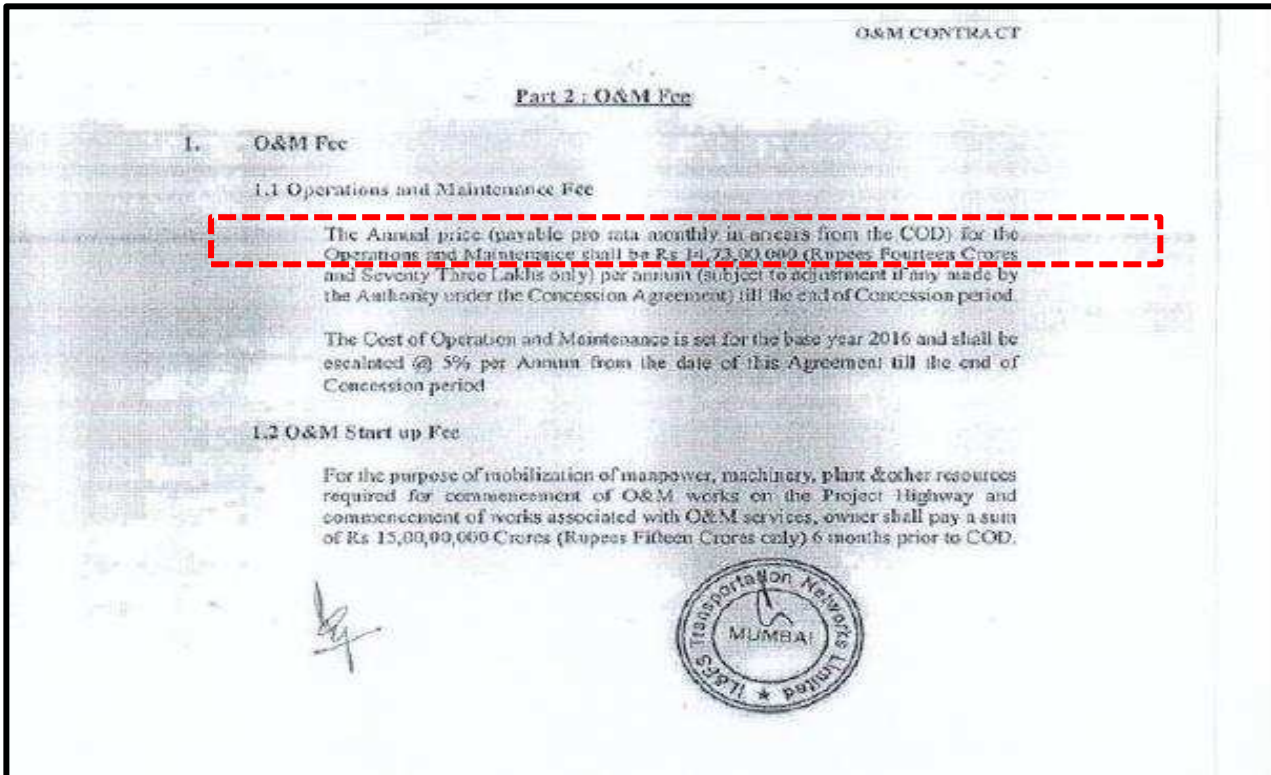 O&M CONTRACT
Part 2 : O&M Fee
1. O&M Fee
1.1 Operations and Maintenance Fee
The Annual price (payable pro rata monthly in arrears from the COD) for the
Operations and Maintenance shall be Rs 14,73,00,000 (Rupees Fourteen Crores
and Seventy Three Lakhs only) per annum (subject to adjustment if any made by
the Authority under the Concession Agreement) till the end of Concession period.
The Cost of Operation and Maintenance is set for the base year 2016 and shall be
escalated @ 5% per Annum from the date of this Agreement till the end of
Concession period
1.2 O&M Start up Fee
For the purpose of mobilization of manpower, machinery, plant &other resources
required for commencement of O&M works on the Project Highway and
commencement of works associated with O&M services, owner shall pay a sum
of Rs 15,00,00,000 Crores (Rupees Fifteen Crores only) 6 months prior to COD.
IL&FS Transportation Networks Limited
MUMBAI